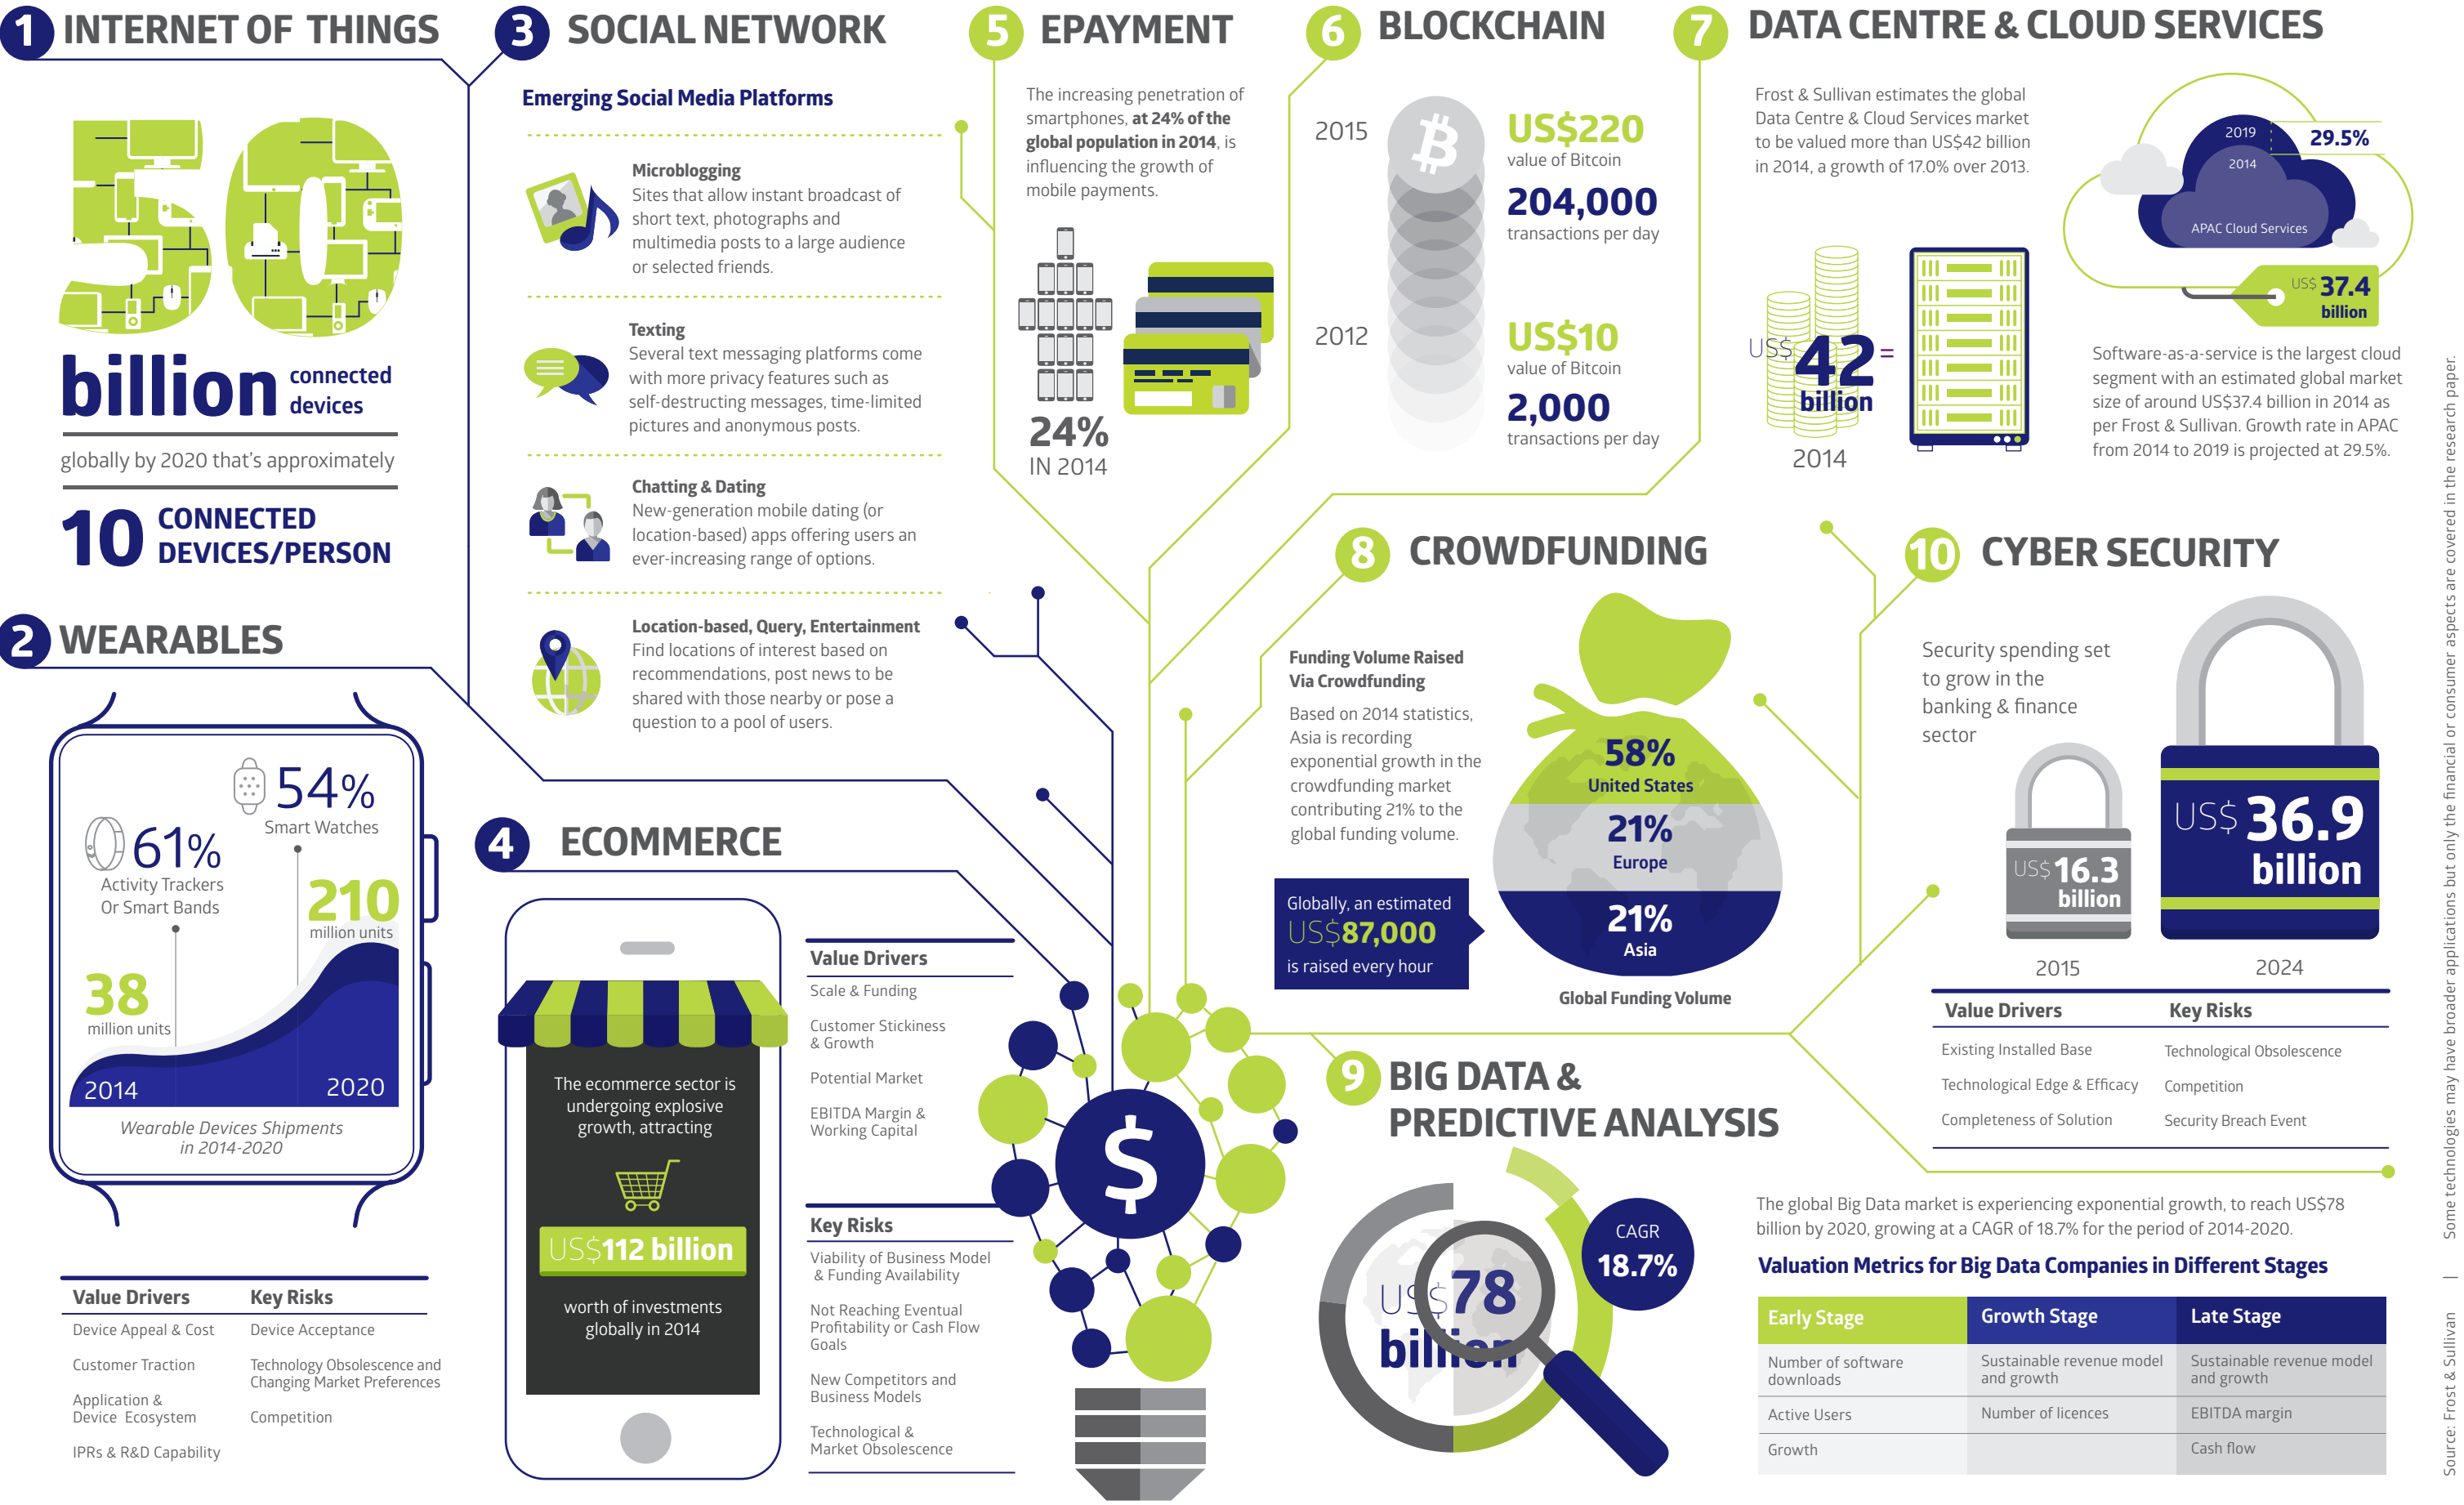 1 INTERNET OF THINGS
50
billion connected
devices
globally by 2020 that's approximately
10 CONNECTED
DEVICES/PERSON
2 WEARABLES
54%
Smart Watches
61%
Activity Trackers
Or Smart Bands
210
million units
38
million units
2014 2020
Wearable Devices Shipments
in 2014-2020
Value Drivers
Device Appeal & Cost
Customer Traction
Application &
Device Ecosystem
IPRs & R&D Capability
Key Risks
Device Acceptance
Technology Obsolescence and
Changing Market Preferences
Competition
3 SOCIAL NETWORK
Emerging Social Media Platforms
Microblogging
Sites that allow instant broadcast of
short text, photographs and
multimedia posts to a large audience
or selected friends.
Texting
Several text messaging platforms come
with more privacy features such as
self-destructing messages, time-limited
pictures and anonymous posts.
Chatting & Dating
New-generation mobile dating (or
location-based) apps offering users an
ever-increasing range of options.
Location-based, Query, Entertainment
Find locations of interest based on
recommendations, post news to be
shared with those nearby or pose a
question to a pool of users.
4 ECOMMERCE
The ecommerce sector is
undergoing explosive
growth, attracting
US$112 billion
worth of investments
globally in 2014
Value Drivers
Scale & Funding
Customer Stickiness
& Growth
Potential Market
EBITDA Margin &
Working Capital
Key Risks
Viability of Business Model
& Funding Availability
Not Reaching Eventual
Profitability or Cash Flow
Goals
New Competitors and
Business Models
Technological &
Market Obsolescence
$
5 EPAYMENT
The increasing penetration of
smartphones, at 24% of the
global population in 2014, is
influencing the growth of
mobile payments.
24%
IN 2014
6 BLOCKCHAIN
2015
US$220
value of Bitcoin
204,000
transactions per day
2012
US$10
value of Bitcoin
2,000
transactions per day
7 DATA CENTRE & CLOUD SERVICES
Frost & Sullivan estimates the global
Data Centre & Cloud Services market
to be valued more than US$42 billion
in 2014, a growth of 17.0% over 2013.
US$ 42 =
billion
2014
2019 29.5%
2014
APAC Cloud Services
US$ 37.4
billion
Software-as-a-service is the largest cloud
segment with an estimated global market
size of around US$37.4 billion in 2014 as
per Frost & Sullivan. Growth rate in APAC
from 2014 to 2019 is projected at 29.5%.
8 CROWDFUNDING
Funding Volume Raised
Via Crowdfunding
Based on 2014 statistics,
Asia is recording
exponential growth in the
crowdfunding market
contributing 21% to the
global funding volume.
Globally, an estimated
US$87,000
is raised every hour
58%
United States
21%
Europe
21%
Asia
Global Funding Volume
9 BIG DATA &
PREDICTIVE ANALYSIS
US$78
billion
CAGR
18.7%
The global Big Data market is experiencing exponential growth, to reach US$78
billion by 2020, growing at a CAGR of 18.7% for the period of 2014-2020.
Valuation Metrics for Big Data Companies in Different Stages
Early Stage Growth Stage Late Stage
Number of software
downloads
Sustainable revenue model
and growth
Sustainable revenue model
and growth
Active Users Number of licences EBITDA margin
Growth Cash flow
10 CYBER SECURITY
Security spending set
to grow in the
banking & finance
sector
US$ 16.3
billion
2015
US$ 36.9
billion
2024
Value Drivers Key Risks
Existing Installed Base Technological Obsolescence
Technological Edge & Efficacy Competition
Completeness of Solution Security Breach Event
Source: Frost & Sullivan | Some technologies may have broader applications but only the financial or consumer aspects are covered in the research paper.